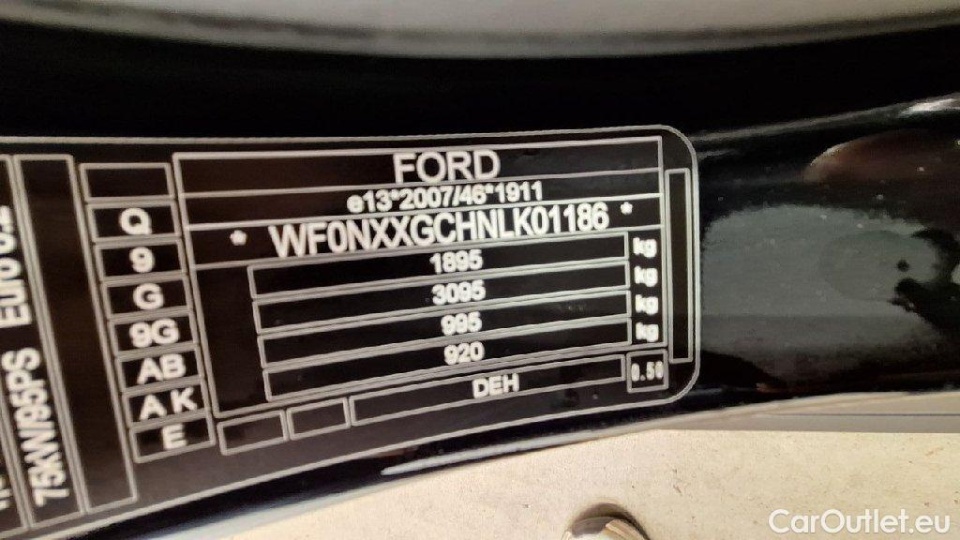 FORD
e13*2007/46*1911
* WF0NXXGCHNLK01186 *
1895 kg
3095 kg
995 kg
920 kg
DEH
0.50
Q
9
G
9G
AB
A K
E
75kW/95PS Euro
CarOutlet.eu